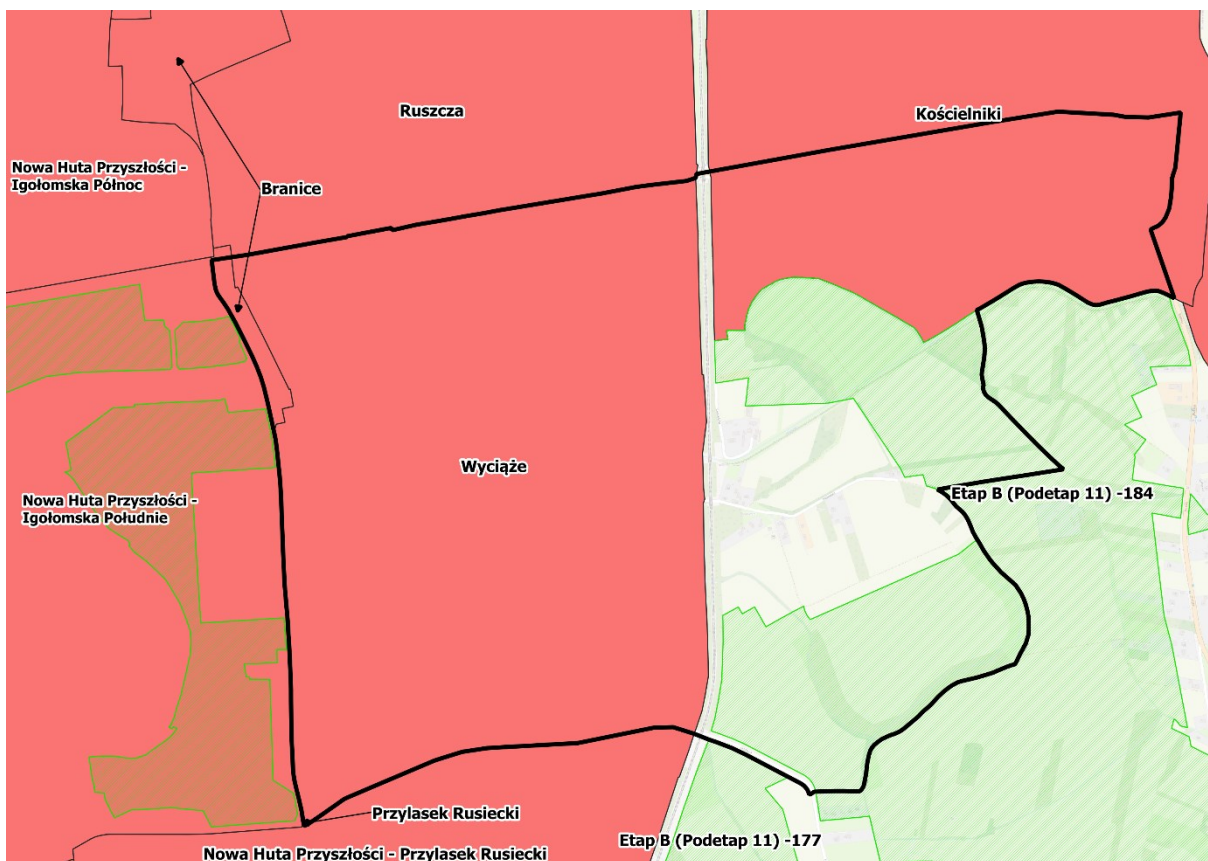 Ruszcza
Kościelniki
Nowa Huta Przyszłości -
Igołomska Północ
Branice
Wyciąże
Nowa Huta Przyszłości -
Igołomska Południe
Etap B (Podetap 11) -184
Przylasek Rusiecki
Etap B (Podetap 11) -177
Nowa Huta Przyszłości - Przylasek Rusiecki